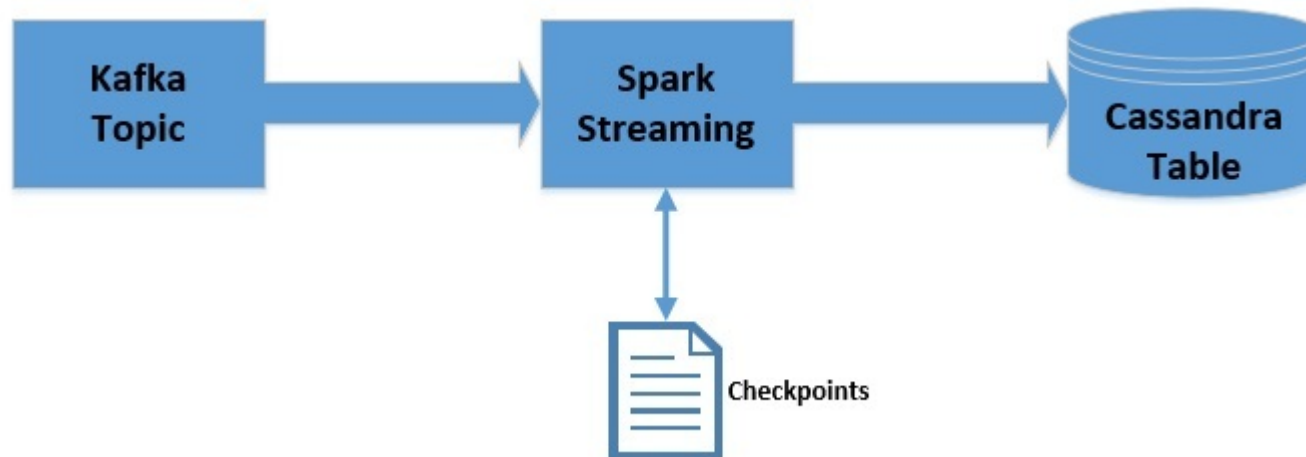 Kafka
Topic
Spark
Streaming
Cassandra
Table
Checkpoints